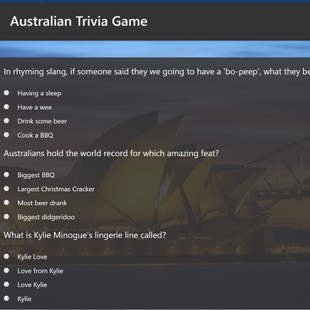 Australian Trivia Game
In rhyming slang, if someone said they we going to have a 'bo-peep', what they be
Having a sleep
Have a wee
Drink some beer
Cook a BBQ
Australians hold the world record for which amazing feat?
Biggest BBQ
Largest Christmas Cracker
Most beer drank
Biggest didgeridoo
What is Kylie Minogue's lingerie line called?
Kylie Love
Love from Kylie
Love Kylie
Kylie